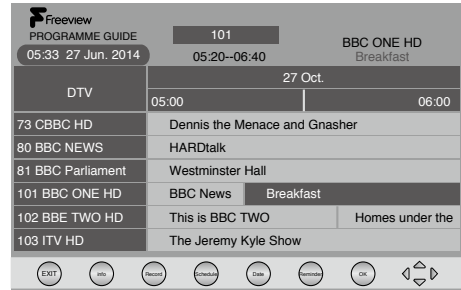 Freeview
PROGRAMME GUIDE
05:33 27 Jun. 2014
101
05:20--06:40
BBC ONE HD
Breakfast
DTV
27 Oct.
05:00 06:00
73 CBBC HD Dennis the Menace and Gnasher
80 BBC NEWS HARDtalk
81 BBC Parliament Westminster Hall
101 BBC ONE HD BBC News Breakfast
102 BBE TWO HD This is BBC TWO Homes under the
103 ITV HD The Jeremy Kyle Show
EXIT info Record Schedule Date Reminder OK